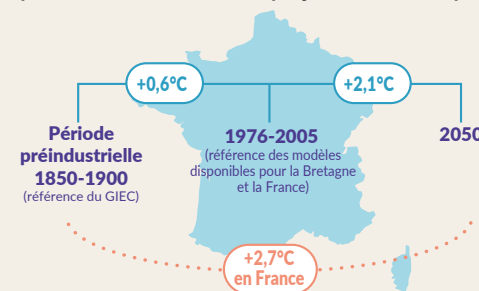 +0,6°C
+2,1°C
Période
préindustrielle
1850-1900
(référence du GIEC)
1976-2005
(référence des modèles
disponibles pour la Bretagne
et la France)
2050
+2,7°C
en France